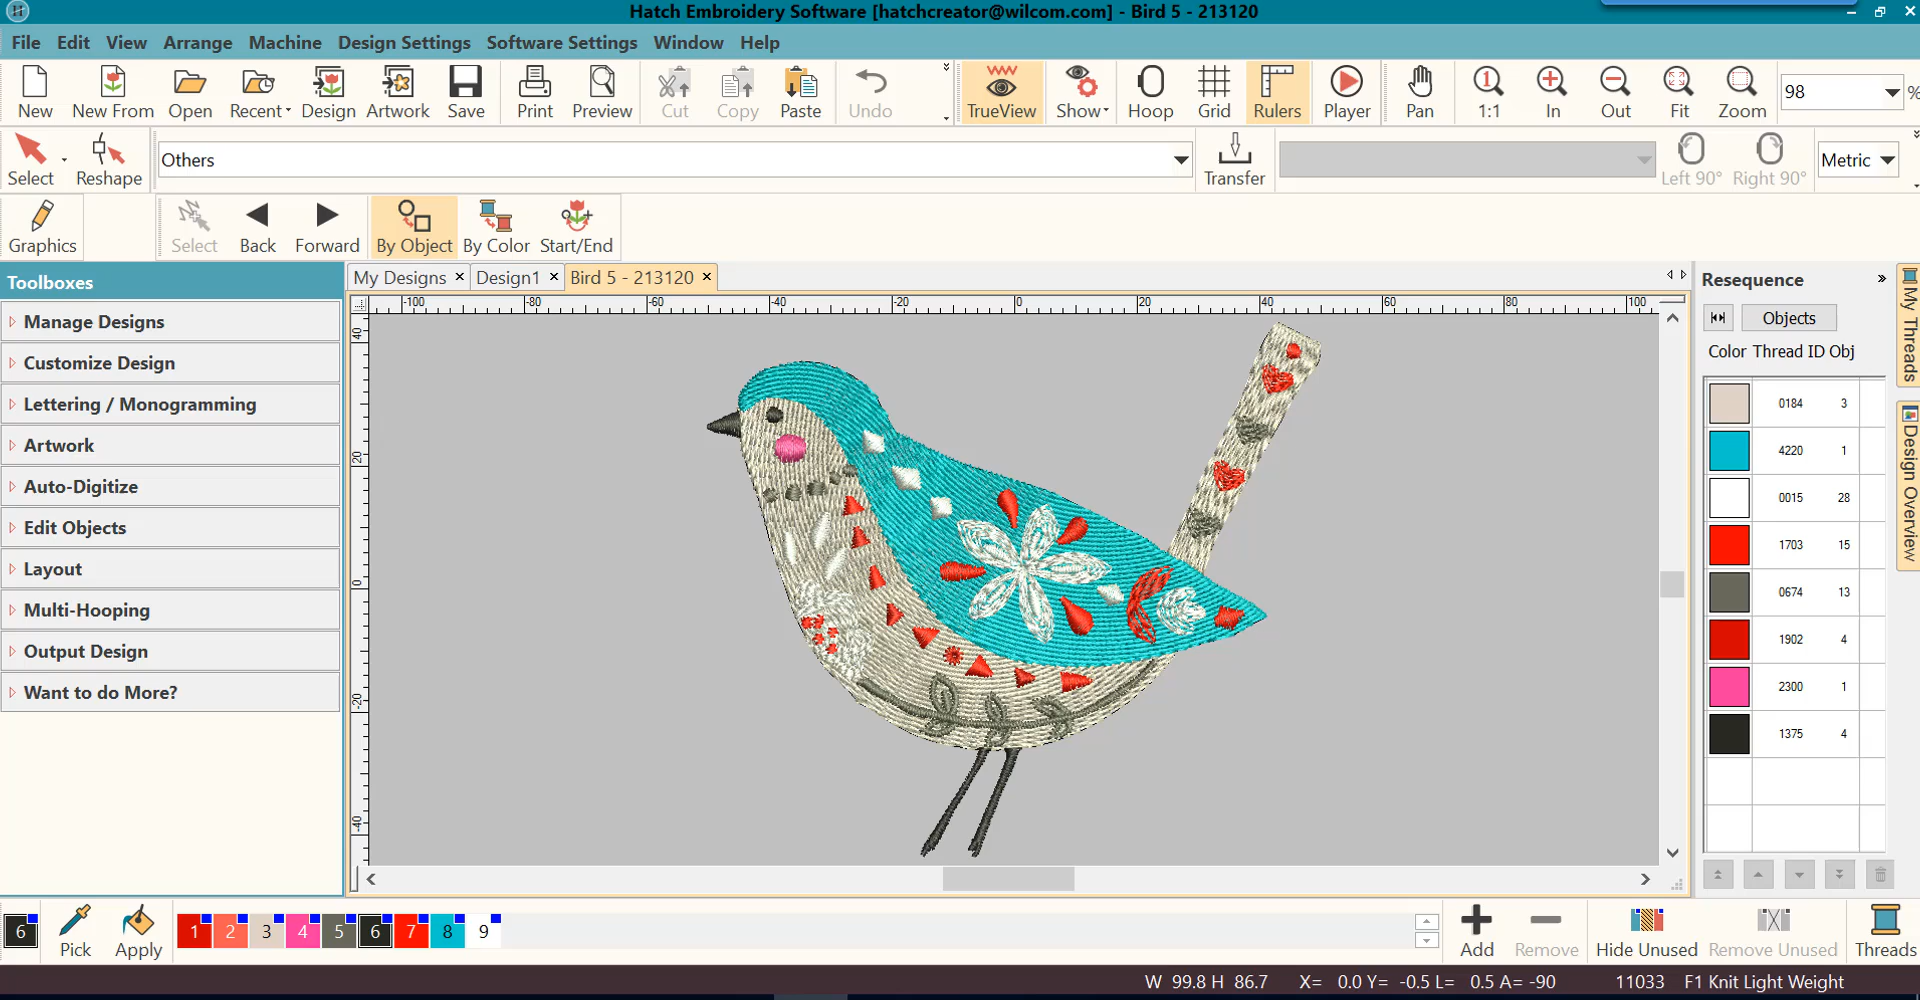 Hatch Embroidery Software [hatchcreator@wilcom.com] - Bird 5 - 213120
File Edit View Arrange Machine Design Settings Software Settings Window Help
New New From Open Recent Design Artwork Save Print Preview Cut Copy Paste Undo TrueView Show Hoop Grid Rulers Player Pan 1:1 In Out Fit Zoom 98 %
Select Reshape Others Transfer Left 90° Right 90° Metric
Graphics Select Back Forward By Object By Color Start/End
Toolboxes
Manage Designs
Customize Design
Lettering / Monogramming
Artwork
Auto-Digitize
Edit Objects
Layout
Multi-Hooping
Output Design
Want to do More?
My Designs × Design1 × Bird 5 - 213120 ×
-100 -80 -60 -40 -20 0 20 40 60 80 100
40
20
0
-20
-40
Resequence »
Objects
Color Thread ID Obj
0184 3
4220 1
0015 28
1703 15
0674 13
1902 4
2300 1
1375 4
My Threads
Design Overview
6 Pick Apply 1 2 3 4 5 6 7 8 9 Add Remove Hide Unused Remove Unused Threads
W 99.8 H 86.7 X= 0.0 Y= -0.5 L= 0.5 A= -90 11033 F1 Knit Light Weight